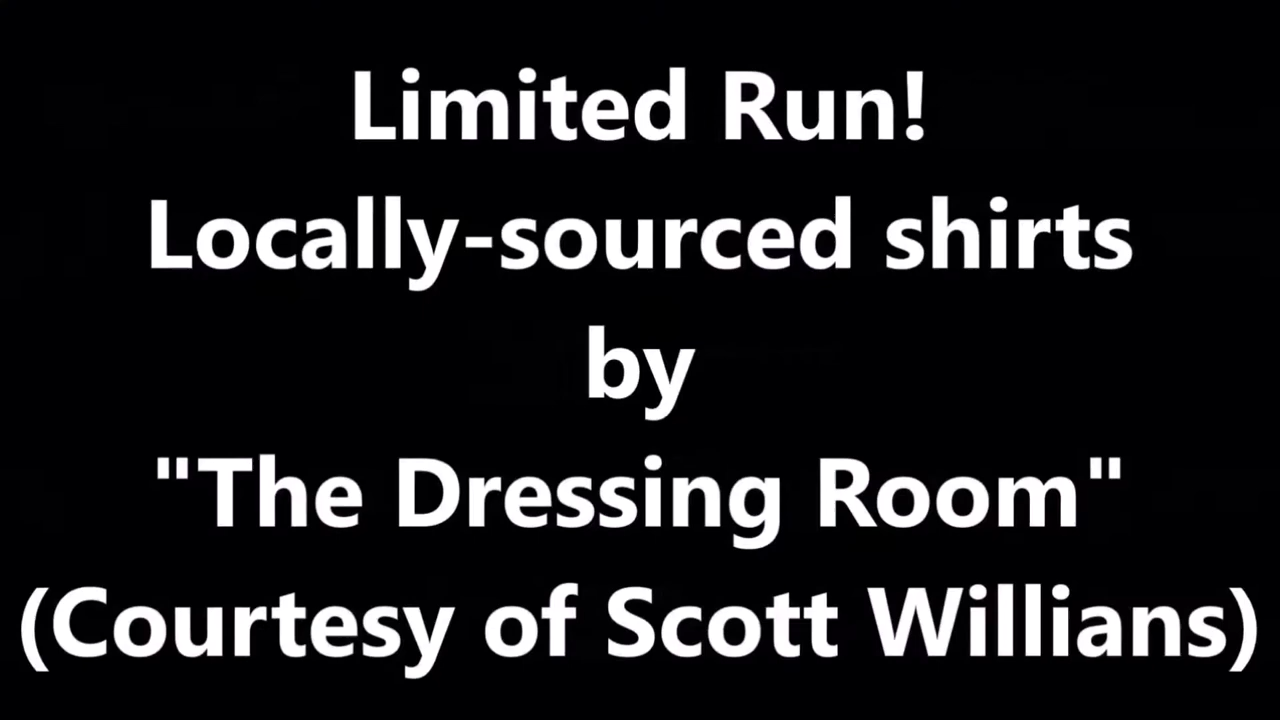 Limited Run!
Locally-sourced shirts
by
"The Dressing Room"
(Courtesy of Scott Willians)